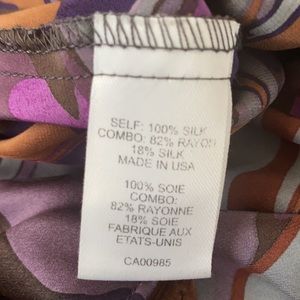 SELF: 100% SILK
COMBO: 82% RAYON
18% SILK
MADE IN USA
100% SOIE
COMBO:
82% RAYONNE
18% SOIE
FABRIQUE AUX
ETATS-UNIS
CA00985